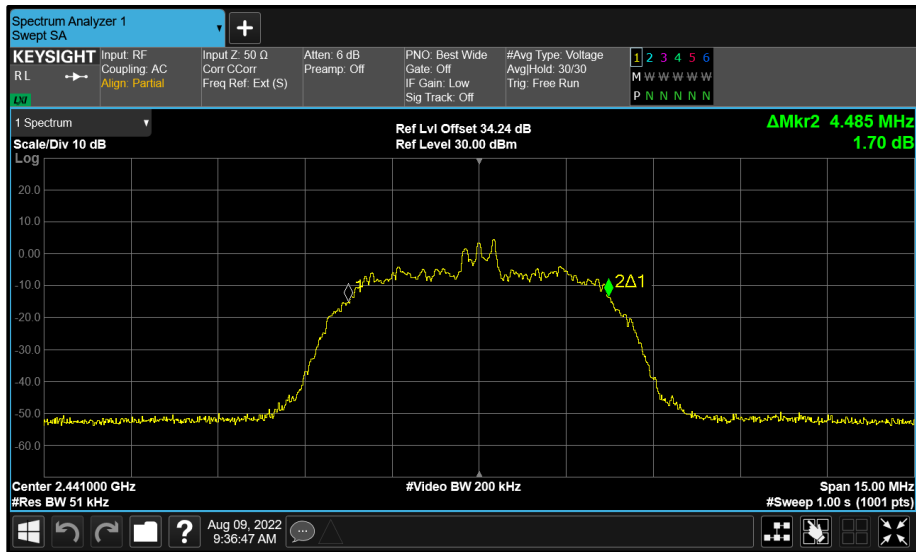 Spectrum Analyzer 1
Swept SA
KEYSIGHT
RL
LXI
Input: RF
Coupling: AC
Align: Partial
Input Z: 50 Ω
Corr CCorr
Freq Ref: Ext (S)
Atten: 6 dB
Preamp: Off
PNO: Best Wide
Gate: Off
IF Gain: Low
Sig Track: Off
#Avg Type: Voltage
Avg|Hold: 30/30
Trig: Free Run
1 2 3 4 5 6
M W W W W W
P N N N N N
1 Spectrum
Scale/Div 10 dB
Ref Lvl Offset 34.24 dB
Ref Level 30.00 dBm
ΔMkr2 4.485 MHz
1.70 dB
Log
20.0
10.0
0.00
-10.0
-20.0
-30.0
-40.0
-50.0
-60.0
1
2Δ1
Center 2.441000 GHz
#Res BW 51 kHz
#Video BW 200 kHz
Span 15.00 MHz
#Sweep 1.00 s (1001 pts)
?
Aug 09, 2022
9:36:47 AM